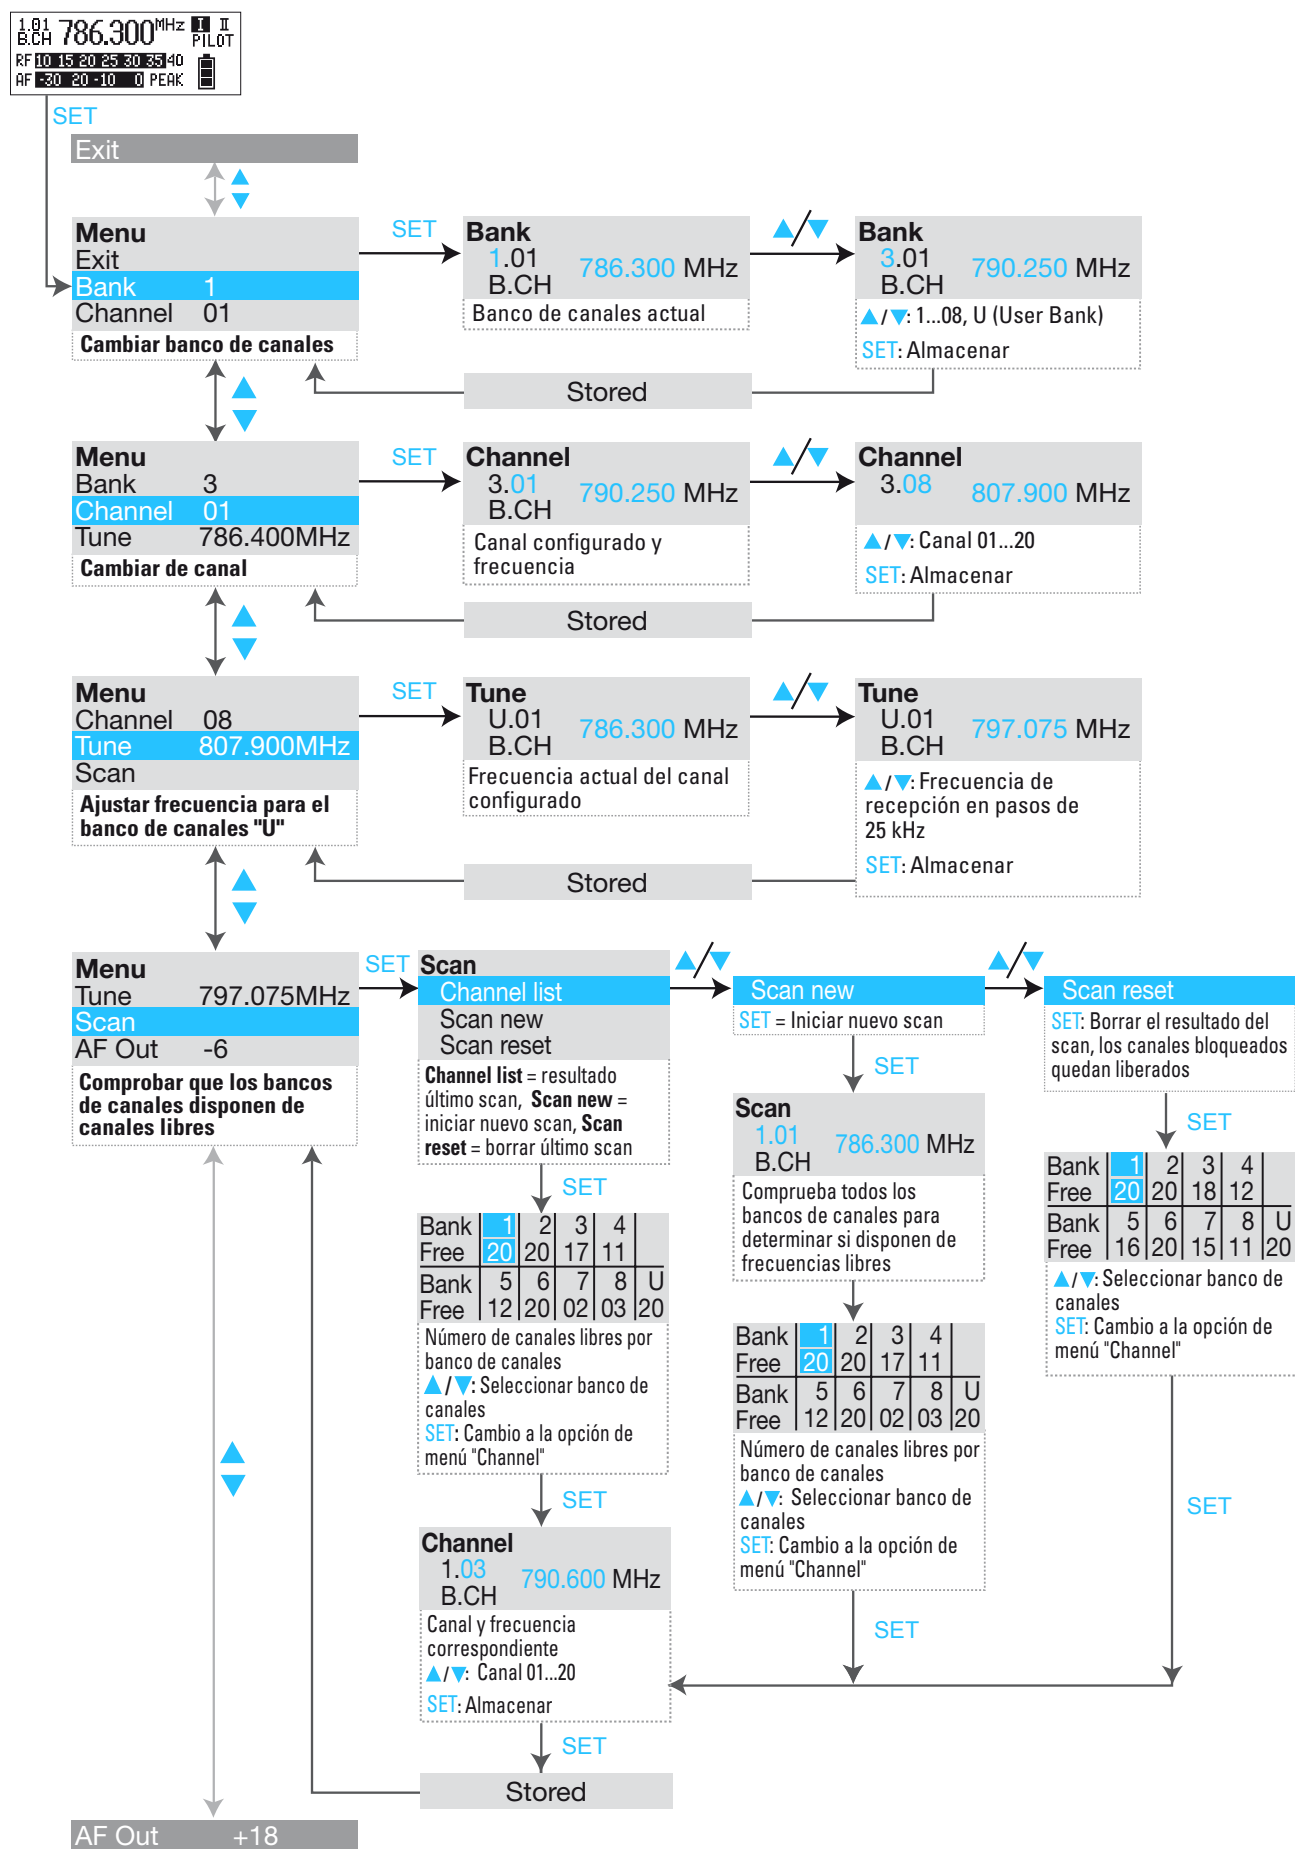 1.01 786.300MHz I II
B.CH PILOT
RF 10 15 20 25 30 35 40
AF -30 20 -10 0 PEAK
SET
Exit
Menu
Exit
Bank 1
Channel 01
Cambiar banco de canales
SET
Bank
1.01 786.300 MHz
B.CH
Banco de canales actual
▲/▼
Bank
3.01 790.250 MHz
B.CH
▲/▼: 1...08, U (User Bank)
SET: Almacenar
Stored
Menu
Bank 3
Channel 01
Tune 786.400MHz
Cambiar de canal
SET
Channel
3.01 790.250 MHz
B.CH
Canal configurado y
frecuencia
▲/▼
Channel
3.08 807.900 MHz
▲/▼: Canal 01...20
SET: Almacenar
Stored
Menu
Channel 08
Tune 807.900MHz
Scan
Ajustar frecuencia para el
banco de canales "U"
SET
Tune
U.01 786.300 MHz
B.CH
Frecuencia actual del canal
configurado
▲/▼
Tune
U.01 797.075 MHz
B.CH
▲/▼: Frecuencia de
recepción en pasos de
25 kHz
SET: Almacenar
Stored
Menu
Tune 797.075MHz
Scan
AF Out -6
Comprobar que los bancos
de canales disponen de
canales libres
SET
Scan
Channel list
Scan new
Scan reset
Channel list = resultado
último scan, Scan new =
iniciar nuevo scan, Scan
reset = borrar último scan
SET
Bank 1 2 3 4
Free 20 20 17 11
Bank 5 6 7 8 U
Free 12 20 02 03 20
Número de canales libres por
banco de canales
▲/▼: Seleccionar banco de
canales
SET: Cambio a la opción de
menú "Channel"
SET
Channel
1.03 790.600 MHz
B.CH
Canal y frecuencia
correspondiente
▲/▼: Canal 01...20
SET: Almacenar
SET
Stored
▲/▼
Scan new
SET = Iniciar nuevo scan
SET
Scan
1.01 786.300 MHz
B.CH
Comprueba todos los
bancos de canales para
determinar si disponen de
frecuencias libres
Bank 1 2 3 4
Free 20 20 17 11
Bank 5 6 7 8 U
Free 12 20 02 03 20
Número de canales libres por
banco de canales
▲/▼: Seleccionar banco de
canales
SET: Cambio a la opción de
menú "Channel"
SET
▲/▼
Scan reset
SET: Borrar el resultado del
scan, los canales bloqueados
quedan liberados
SET
Bank 1 2 3 4
Free 20 20 18 12
Bank 5 6 7 8 U
Free 16 20 15 11 20
▲/▼: Seleccionar banco de
canales
SET: Cambio a la opción de
menú "Channel"
SET
AF Out +18